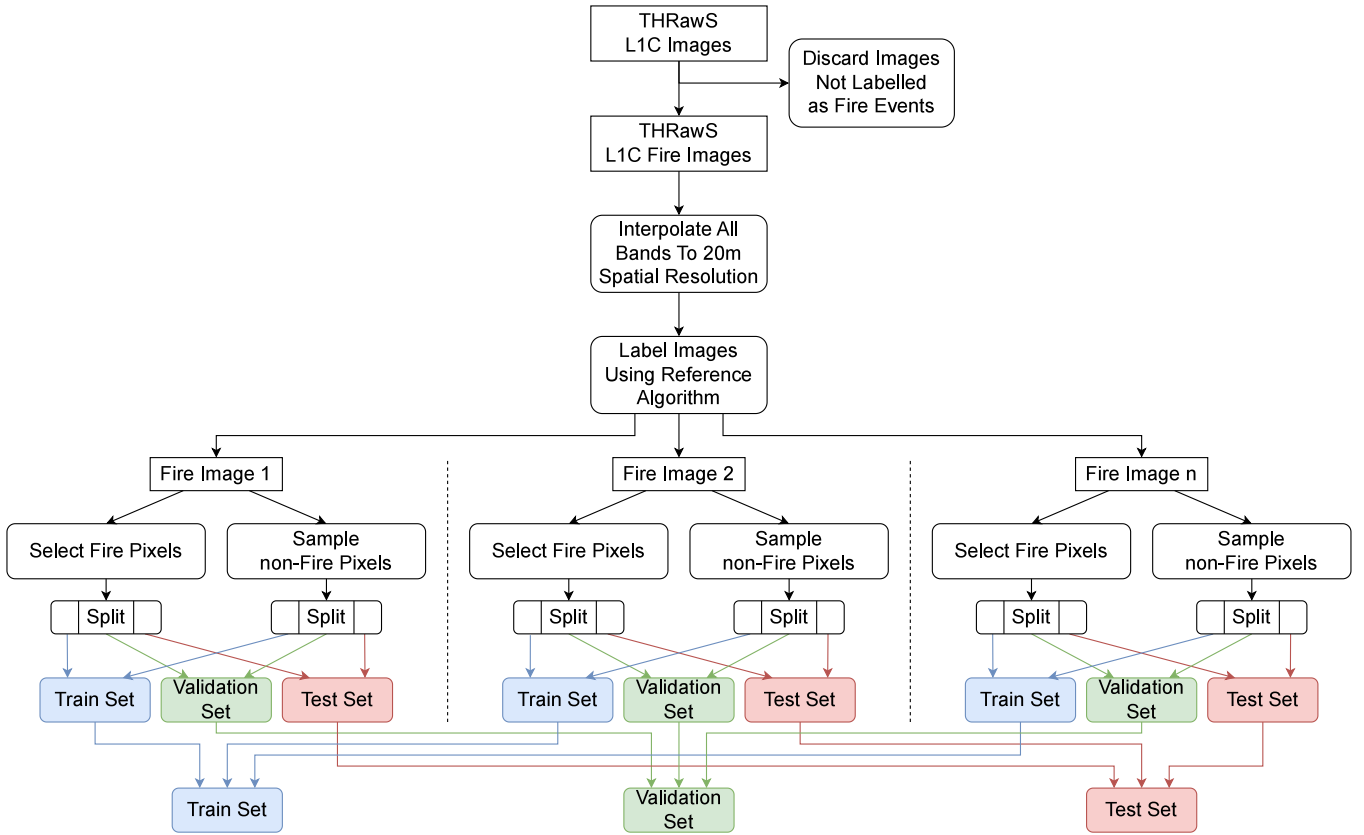 THRawS
L1C Images
Discard Images
Not Labelled
as Fire Events
THRawS
L1C Fire Images
Interpolate All
Bands To 20m
Spatial Resolution
Label Images
Using Reference
Algorithm
Fire Image 1
Fire Image 2
Fire Image n
Select Fire Pixels
Sample
non-Fire Pixels
Select Fire Pixels
Sample
non-Fire Pixels
Select Fire Pixels
Sample
non-Fire Pixels
Split
Split
Split
Split
Split
Split
Train Set
Validation
Set
Test Set
Train Set
Validation
Set
Test Set
Train Set
Validation
Set
Test Set
Train Set
Validation
Set
Test Set